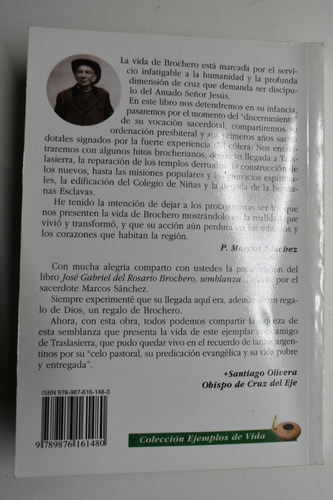 La vida de Brochero está marcada por el servi-
cio infatigable a la humanidad y la profunda
dimensión de cruz que demanda ser discípu-
lo del Amado Señor Jesús.
En este libro nos detendremos en su infancia,
pasaremos por el momento del "discernimiento"
de su vocación sacerdotal, compartiremos su
ordenación presbiteral y sus primeros años sacer-
dotales signados por la fuerte experiencia del cólera. Nos encon-
traremos con algunos hitos brocherianos, desde su llegada a Tras-
lasierra, la reparación de los templos derruidos, la construcción de
los nuevos, hasta las misiones populares y los ejercicios espiritua-
les, la edificación del Colegio de Niñas y la llegada de las herma-
nas Esclavas.
He tenido la intención de dejar a los protagonistas ser los que
nos presenten la vida de Brochero mostrándolo en la realidad que
vivió y transformó, y que su acción aún perdura en los edificios y
los corazones que habitan la región.
P. Marcos Sánchez
Con mucha alegría comparto con ustedes la presentación del
libro José Gabriel del Rosario Brochero, semblanza, escrito por el
sacerdote Marcos Sánchez.
Siempre experimenté que su llegada aquí era, además de un rega-
lo de Dios, un regalo de Brochero.
Ahora, con esta obra, todos podemos compartir la riqueza de
esta semblanza que presenta la vida de este ejemplar amigo
de Traslasierra, que pudo quedar vivo en el recuerdo de tantos argen-
tinos por su "celo pastoral, su predicación evangélica y su vida pobre
y entregada".
+Santiago Olivera
Obispo de Cruz del Eje
ISBN 978-987-616-148-0
9 789876 161480
Colección Ejemplos de Vida